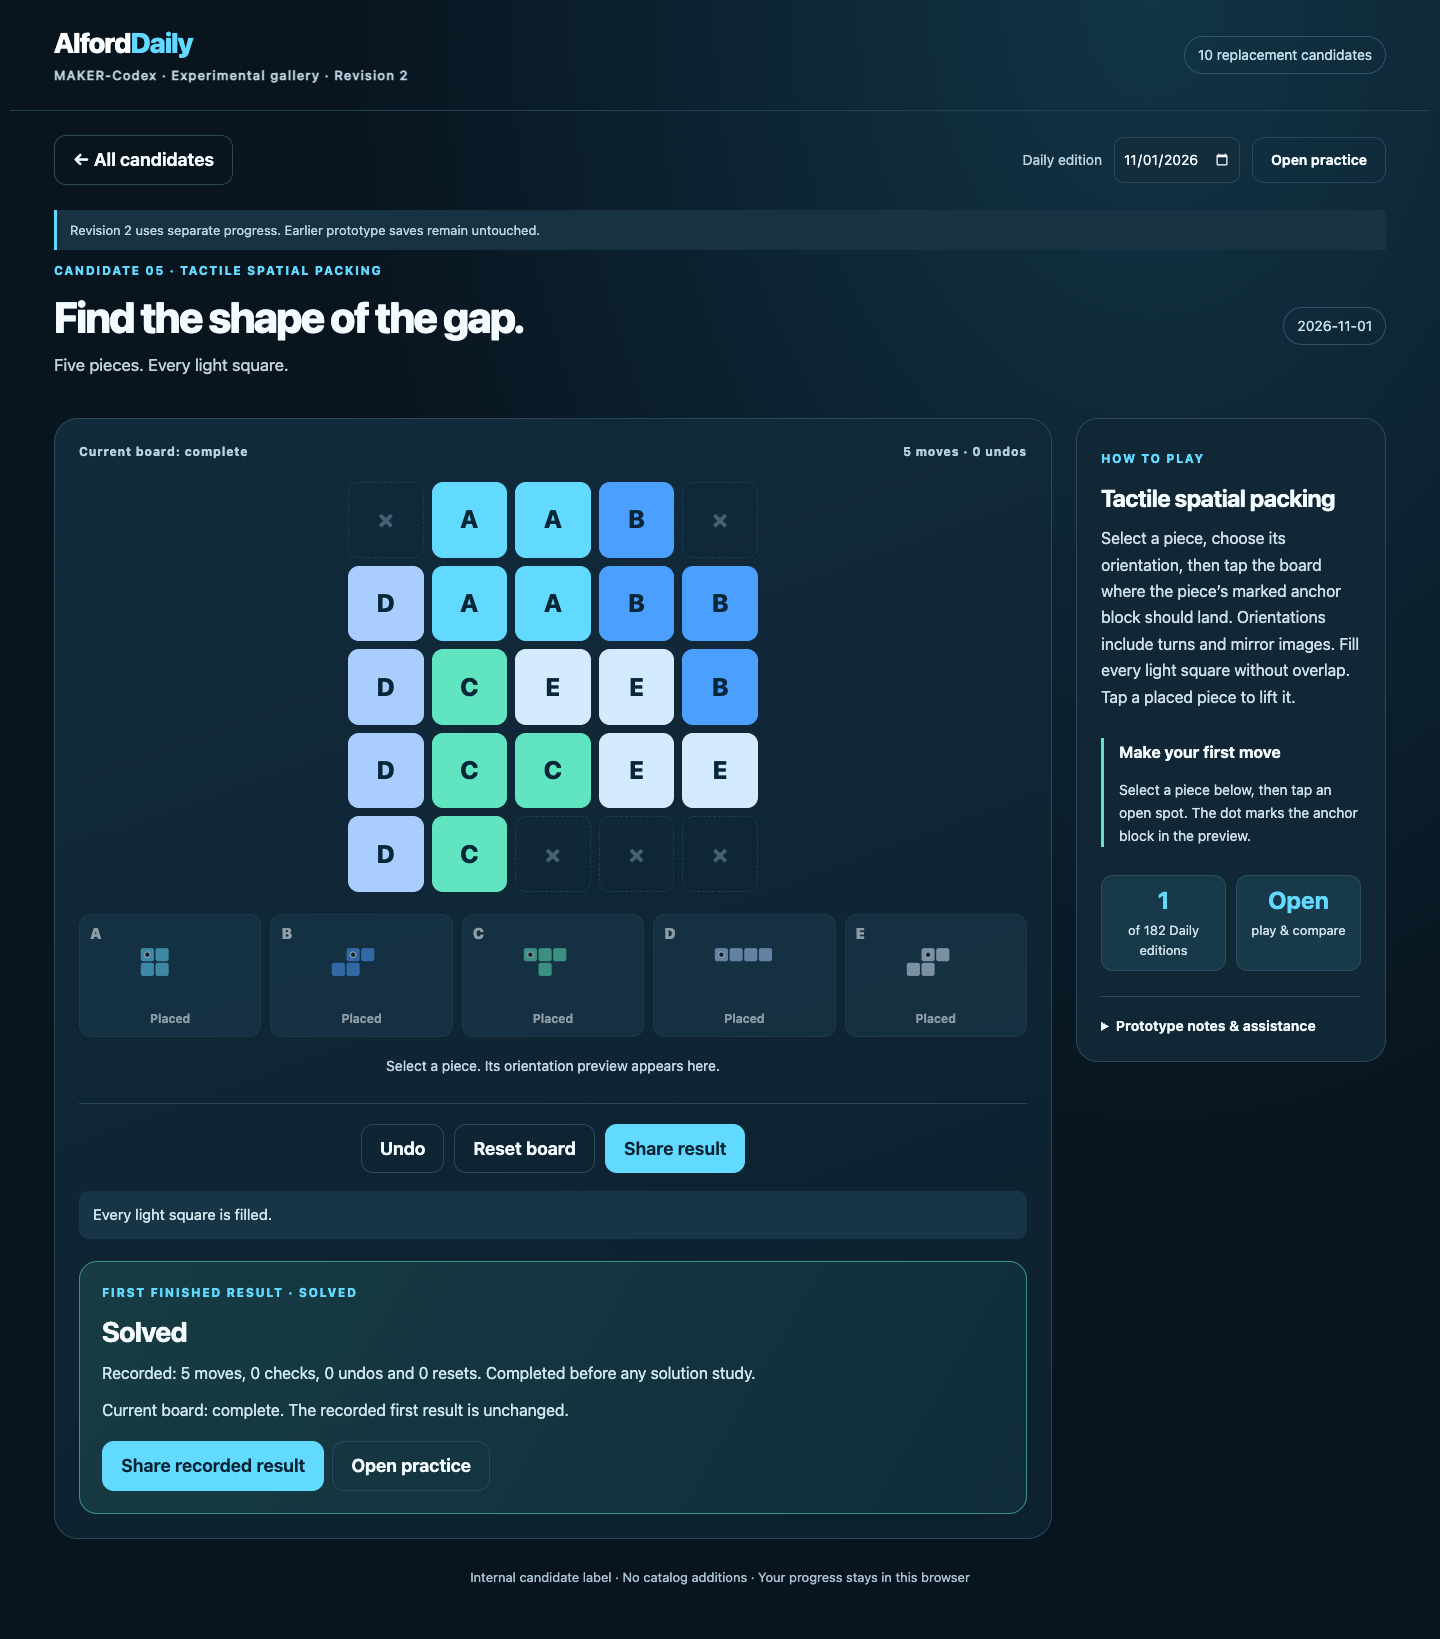 AlfordDaily
MAKER-Codex · Experimental gallery · Revision 2
10 replacement candidates
← All candidates
Daily edition
11/01/2026
Open practice
Revision 2 uses separate progress. Earlier prototype saves remain untouched.
CANDIDATE 05 · TACTILE SPATIAL PACKING
Find the shape of the gap.
2026-11-01
Five pieces. Every light square.
Current board: complete
5 moves · 0 undos
× A A B ×
D A A B B
D C E E B
D C C E E
D C × × ×
A
B
C
D
E
Placed
Placed
Placed
Placed
Placed
Select a piece. Its orientation preview appears here.
Undo
Reset board
Share result
Every light square is filled.
FIRST FINISHED RESULT · SOLVED
Solved
Recorded: 5 moves, 0 checks, 0 undos and 0 resets. Completed before any solution study.
Current board: complete. The recorded first result is unchanged.
Share recorded result
Open practice
HOW TO PLAY
Tactile spatial packing
Select a piece, choose its
orientation, then tap the board
where the piece's marked anchor
block should land. Orientations
include turns and mirror images. Fill
every light square without overlap.
Tap a placed piece to lift it.
Make your first move
Select a piece below, then tap an
open spot. The dot marks the anchor
block in the preview.
1
of 182 Daily
editions
Open
play & compare
▶ Prototype notes & assistance
Internal candidate label · No catalog additions · Your progress stays in this browser